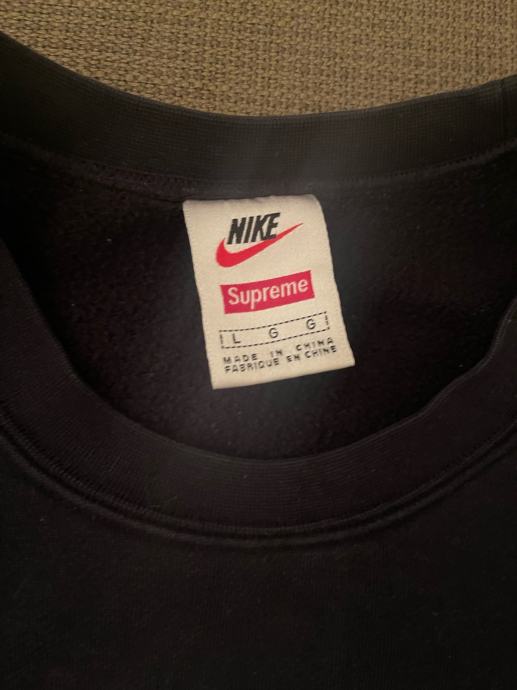 NIKE
Supreme
L G G
MADE IN CHINA
FABRIQUE EN CHINE